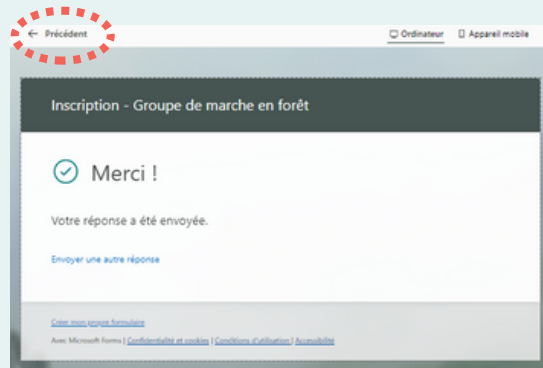 ← Précédent
Ordinateur Appareil mobile
Inscription - Groupe de marche en forêt
Merci !
Votre réponse a été envoyée.
Envoyer une autre réponse
Créer mon propre formulaire
Avec Microsoft Forms | Confidentialité et cookies | Conditions d'utilisation | Accessibilité